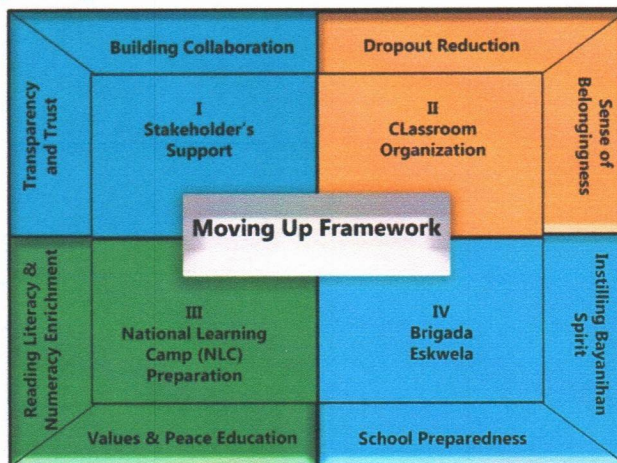 Building Collaboration
Dropout Reduction
Transparency
and Trust
I
Stakeholder's
Support
II
CLassroom
Organization
Sense of
Belongingness
Moving Up Framework
Reading Literacy &
Numeracy Enrichment
III
National Learning
Camp (NLC)
Preparation
IV
Brigada
Eskwela
Instilling Bayanihan
Spirit
Values & Peace Education
School Preparedness